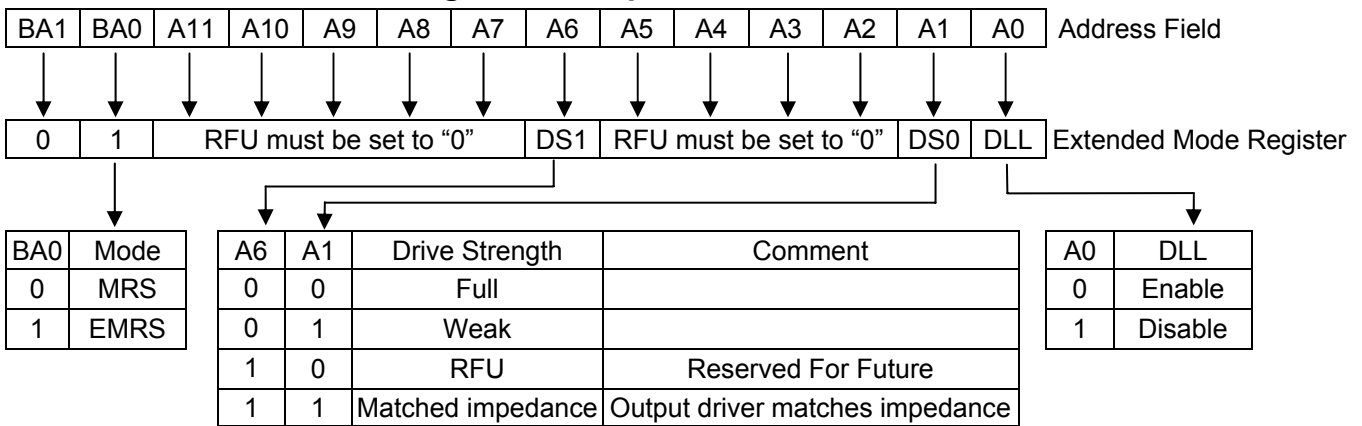 BA1 BA0 A11 A10 A9 A8 A7 A6 A5 A4 A3 A2 A1 A0 Address Field
0 1 RFU must be set to “0” DS1 RFU must be set to “0” DS0 DLL Extended Mode Register
BA0 Mode
0 MRS
1 EMRS
A6 A1 Drive Strength Comment
0 0 Full
0 1 Weak
1 0 RFU Reserved For Future
1 1 Matched impedance Output driver matches impedance
A0 DLL
0 Enable
1 Disable